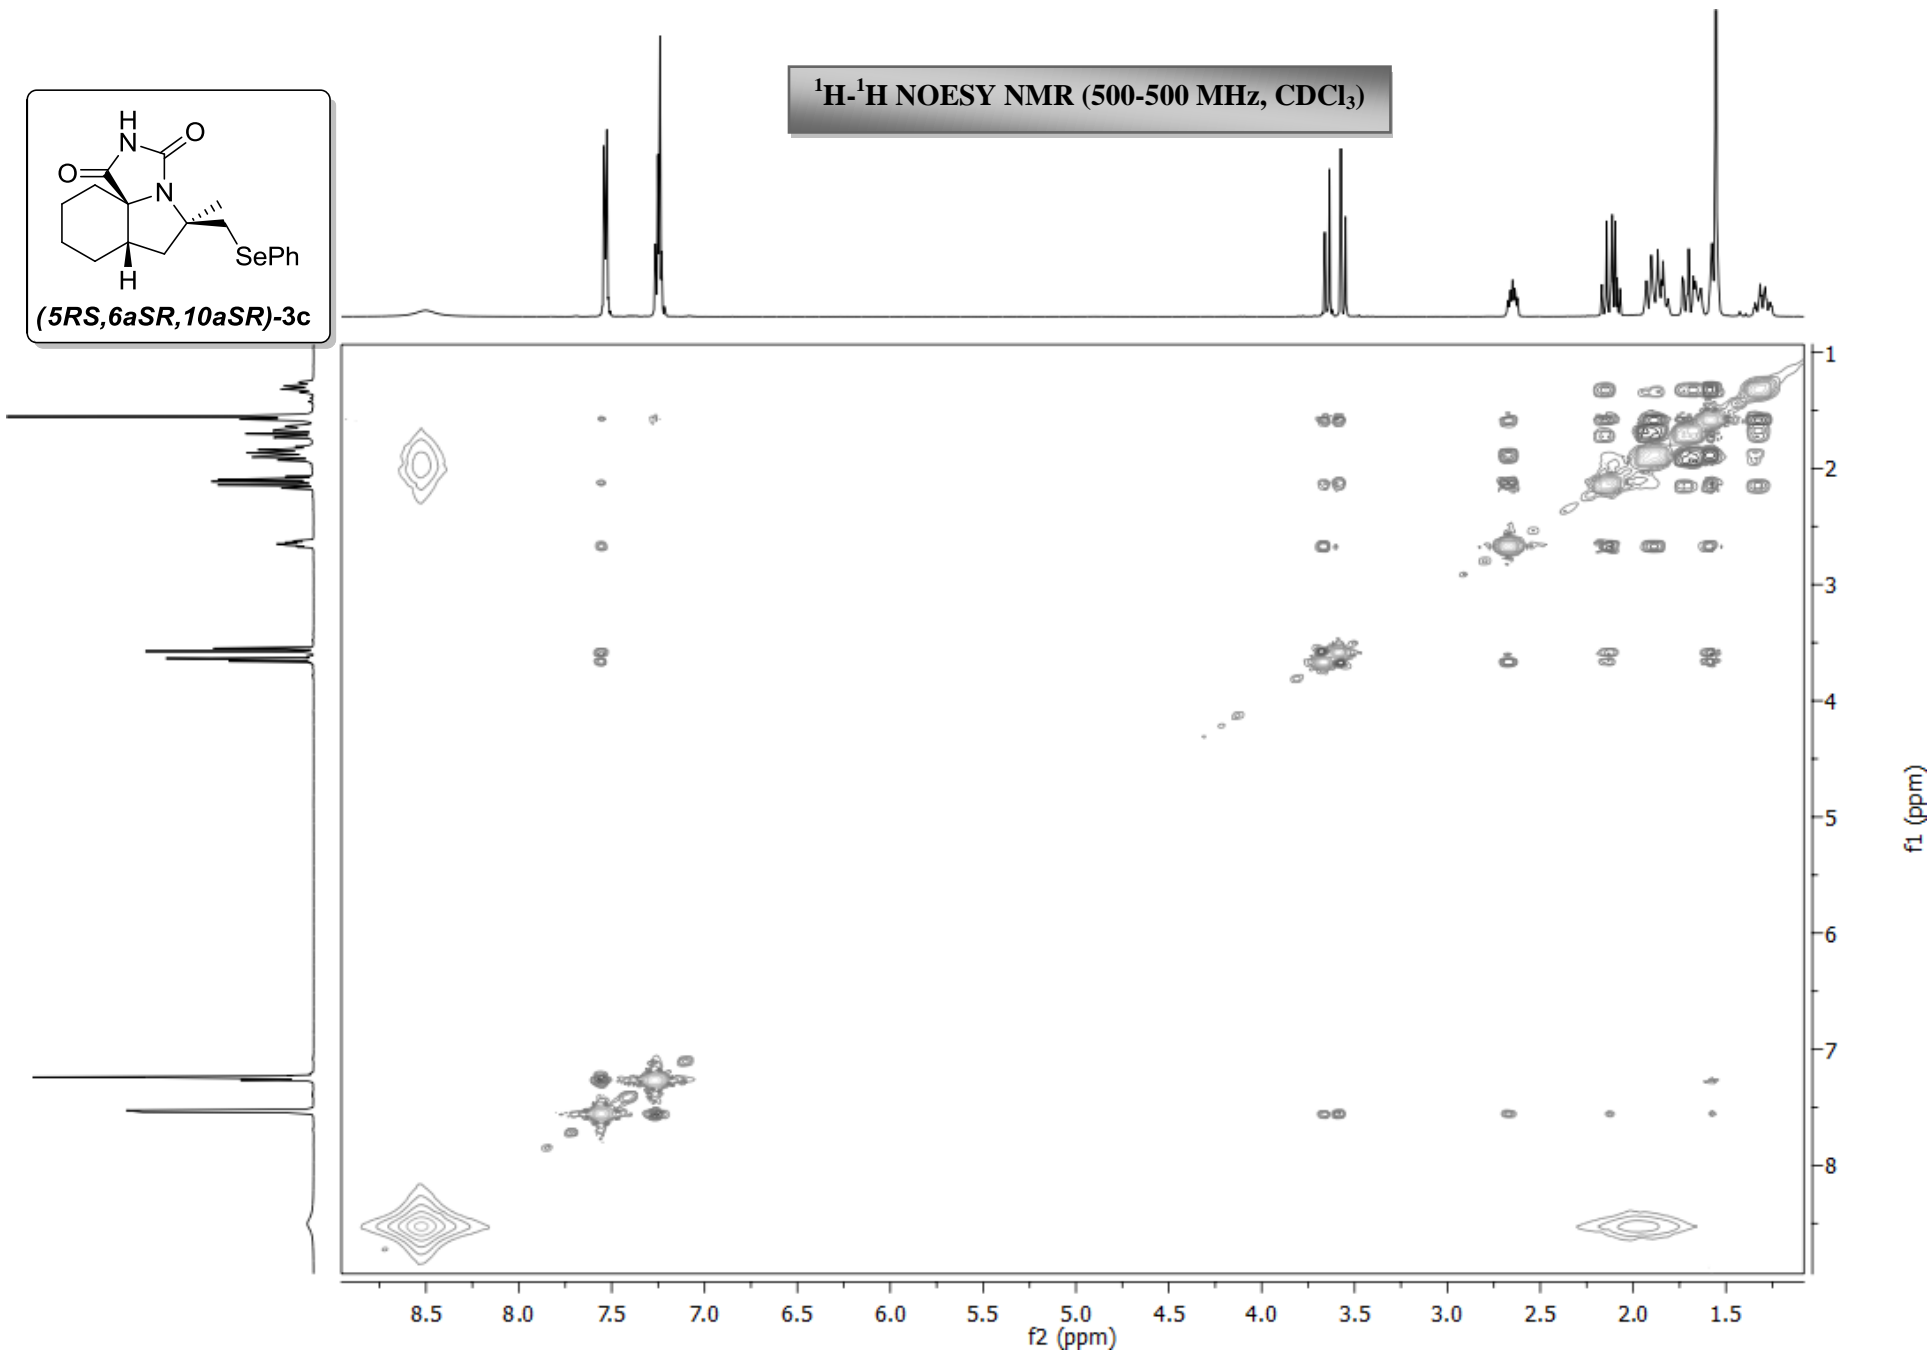 ¹H-¹H NOESY NMR (500-500 MHz, CDCl₃)
H
N
O
O
N
SePh
H
(5RS,6aSR,10aSR)-3c
1
2
3
4
5
6
7
8
f1 (ppm)
8.5 8.0 7.5 7.0 6.5 6.0 5.5 5.0 4.5 4.0 3.5 3.0 2.5 2.0 1.5
f2 (ppm)